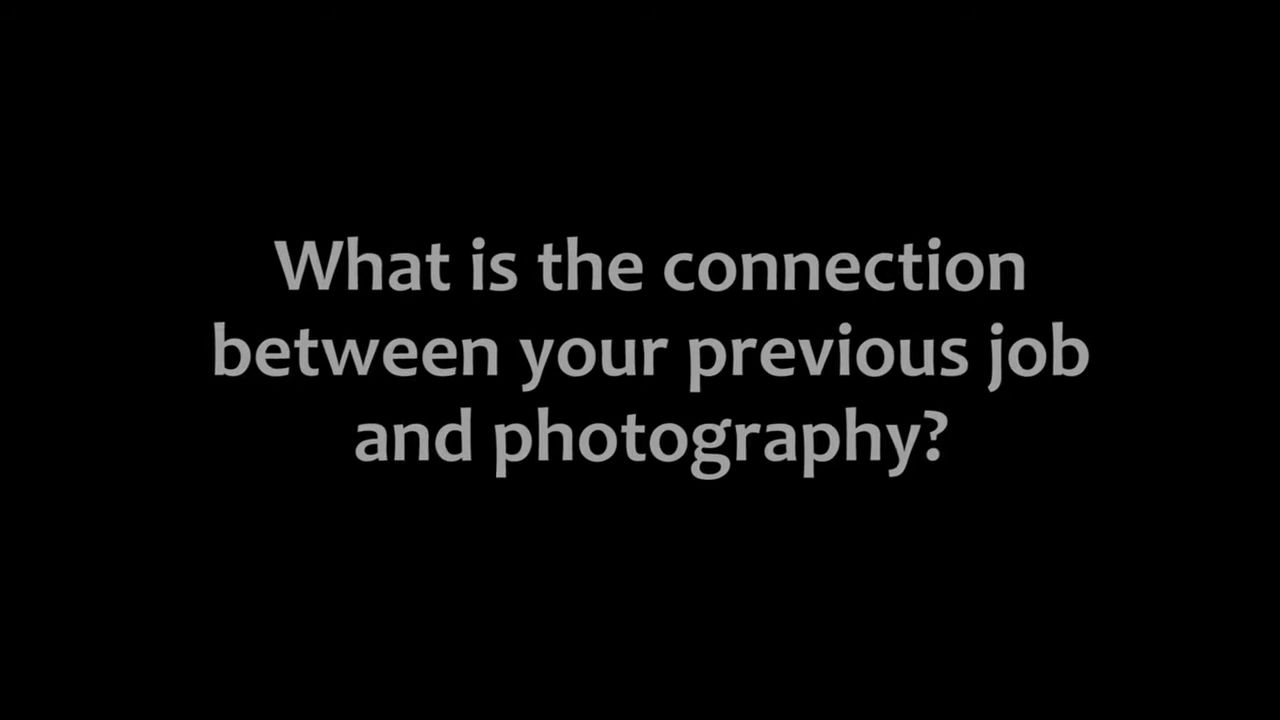 What is the connection
between your previous job
and photography?